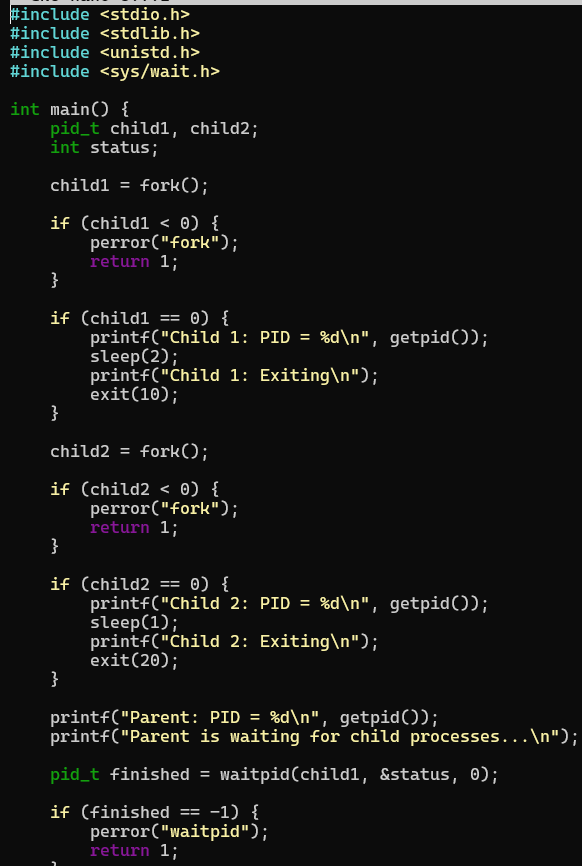 #include <stdio.h>
#include <stdlib.h>
#include <unistd.h>
#include <sys/wait.h>

int main() {
    pid_t child1, child2;
    int status;

    child1 = fork();

    if (child1 < 0) {
        perror("fork");
        return 1;
    }

    if (child1 == 0) {
        printf("Child 1: PID = %d\n", getpid());
        sleep(2);
        printf("Child 1: Exiting\n");
        exit(10);
    }

    child2 = fork();

    if (child2 < 0) {
        perror("fork");
        return 1;
    }

    if (child2 == 0) {
        printf("Child 2: PID = %d\n", getpid());
        sleep(1);
        printf("Child 2: Exiting\n");
        exit(20);
    }

    printf("Parent: PID = %d\n", getpid());
    printf("Parent is waiting for child processes...\n");

    pid_t finished = waitpid(child1, &status, 0);

    if (finished == -1) {
        perror("waitpid");
        return 1;